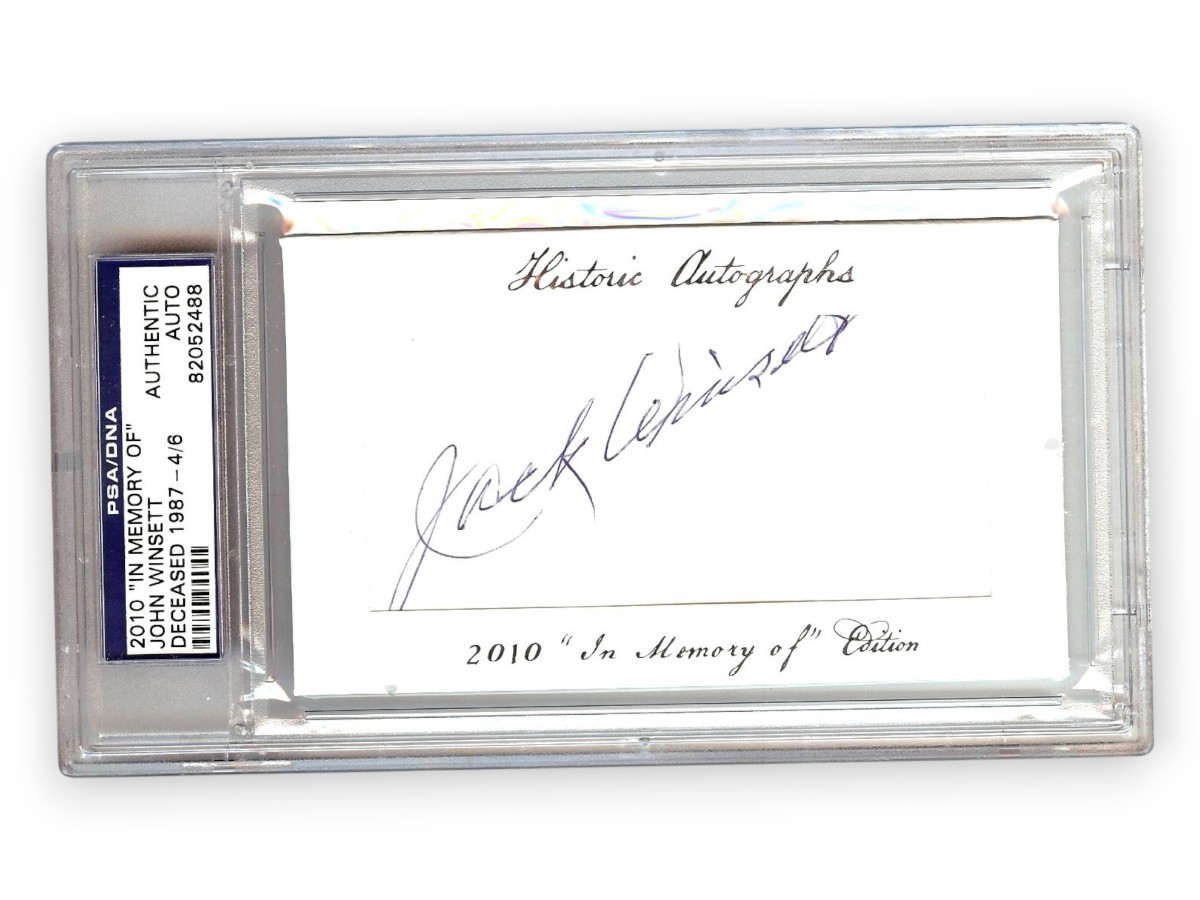 PSA/DNA
2010 "IN MEMORY OF"
JOHN WINSETT
DECEASED 1987 – 4/6
AUTHENTIC
AUTO
82052488
Historic Autographs
Jack Winsett
2010 "In Memory of" Edition